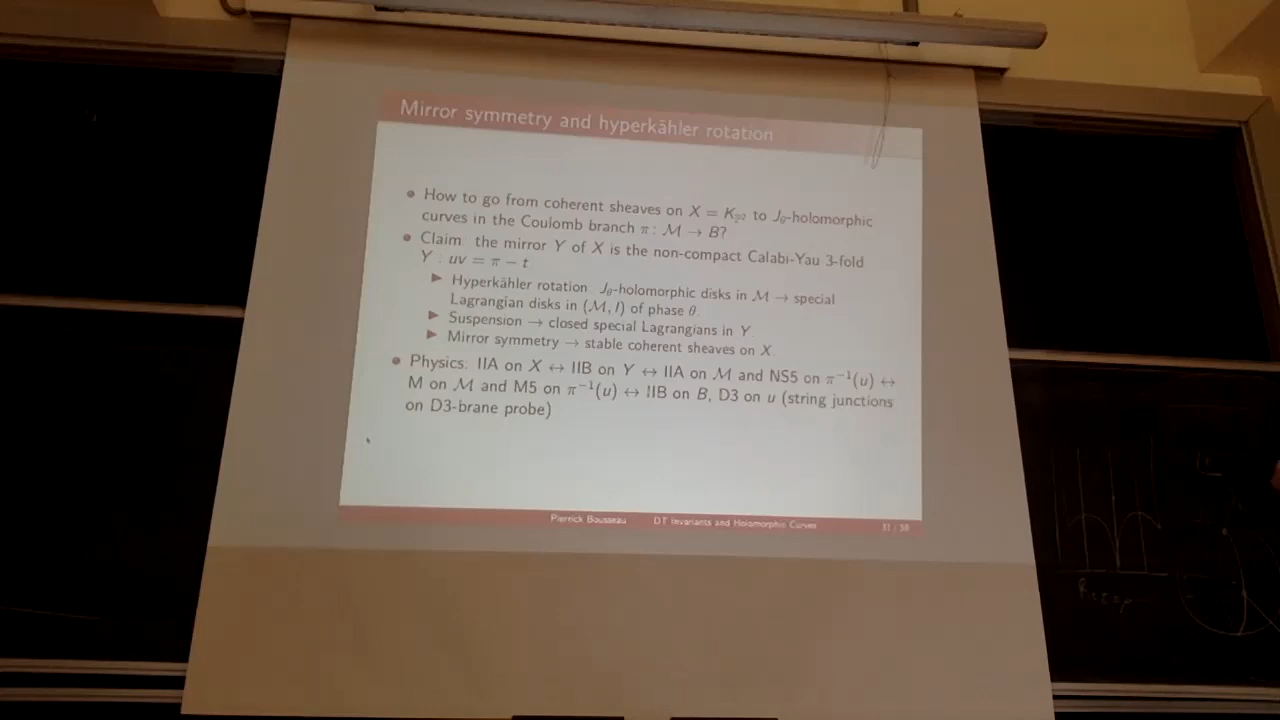 Mirror symmetry and hyperkähler rotation
How to go from coherent sheaves on X = K_{ℙ²} to J_θ-holomorphic
curves in the Coulomb branch π : ℳ → B?
Claim: the mirror Y of X is the non-compact Calabi-Yau 3-fold
Y : uv = π − t
Hyperkähler rotation: J_θ-holomorphic disks in ℳ → special
Lagrangian disks in (ℳ, I) of phase θ.
Suspension → closed special Lagrangians in Y.
Mirror symmetry → stable coherent sheaves on X.
Physics: IIA on X ↔ IIB on Y ↔ IIA on ℳ and NS5 on π⁻¹(u) ↔
M on ℳ and M5 on π⁻¹(u) ↔ IIB on B, D3 on u (string junctions
on D3-brane probe)
Pierrick Bousseau DT Invariants and Holomorphic Curves 31 / 38